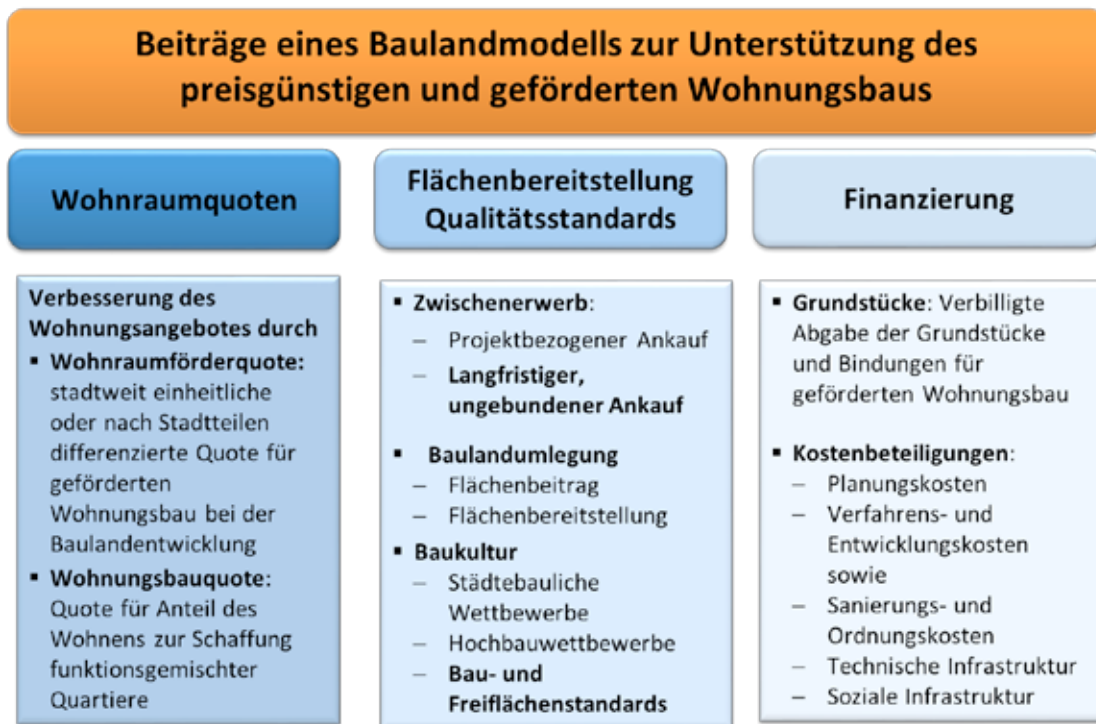 Beiträge eines Baulandmodells zur Unterstützung des
preisgünstigen und geförderten Wohnungsbaus
Wohnraumquoten
Verbesserung des
Wohnungsangebotes durch
▪ Wohnraumförderquote:
stadtweit einheitliche
oder nach Stadtteilen
differenzierte Quote für
geförderten
Wohnungsbau bei der
Baulandentwicklung
▪ Wohnungsbauquote:
Quote für Anteil des
Wohnens zur Schaffung
funktionsgemischter
Quartiere
Flächenbereitstellung
Qualitätsstandards
▪ Zwischenerwerb:
– Projektbezogener Ankauf
– Langfristiger,
ungebundener Ankauf
▪ Baulandumlegung
– Flächenbeitrag
– Flächenbereitstellung
▪ Baukultur
– Städtebauliche
Wettbewerbe
– Hochbauwettbewerbe
– Bau- und
Freiflächenstandards
Finanzierung
▪ Grundstücke: Verbilligte
Abgabe der Grundstücke
und Bindungen für
geförderten Wohnungsbau
▪ Kostenbeteiligungen:
– Planungskosten
– Verfahrens- und
Entwicklungskosten
sowie
– Sanierungs- und
Ordnungskosten
– Technische Infrastruktur
– Soziale Infrastruktur